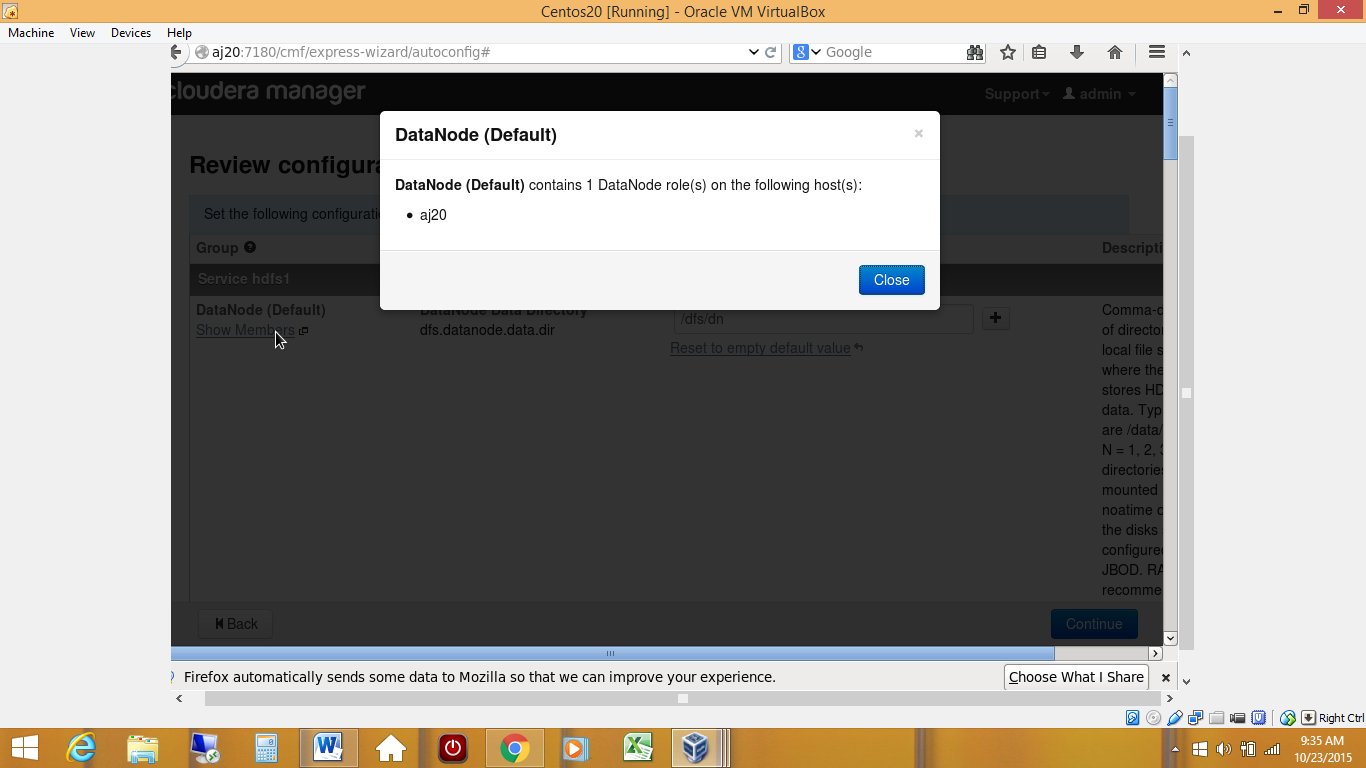 Centos20 [Running] - Oracle VM VirtualBox
Machine View Devices Help
aj20:7180/cmf/express-wizard/autoconfig#
Google
cloudera manager
Support
admin
DataNode (Default)
×
Review configura
DataNode (Default) contains 1 DataNode role(s) on the following host(s):
Set the following configurati
• aj20
Group
Descripti
Service hdfs1
Close
DataNode (Default)
Show Members
DataNode Data Directory
dfs.datanode.data.dir
/dfs/dn
Reset to empty default value
Comma-d
of director
local file s
where the
stores HD
data. Typ
are /data/
N = 1, 2, 3
directories
mounted
noatime o
the disks
configured
JBOD. RA
recomme
Back
Continue
Firefox automatically sends some data to Mozilla so that we can improve your experience.
Choose What I Share
Right Ctrl
9:35 AM
10/23/2015